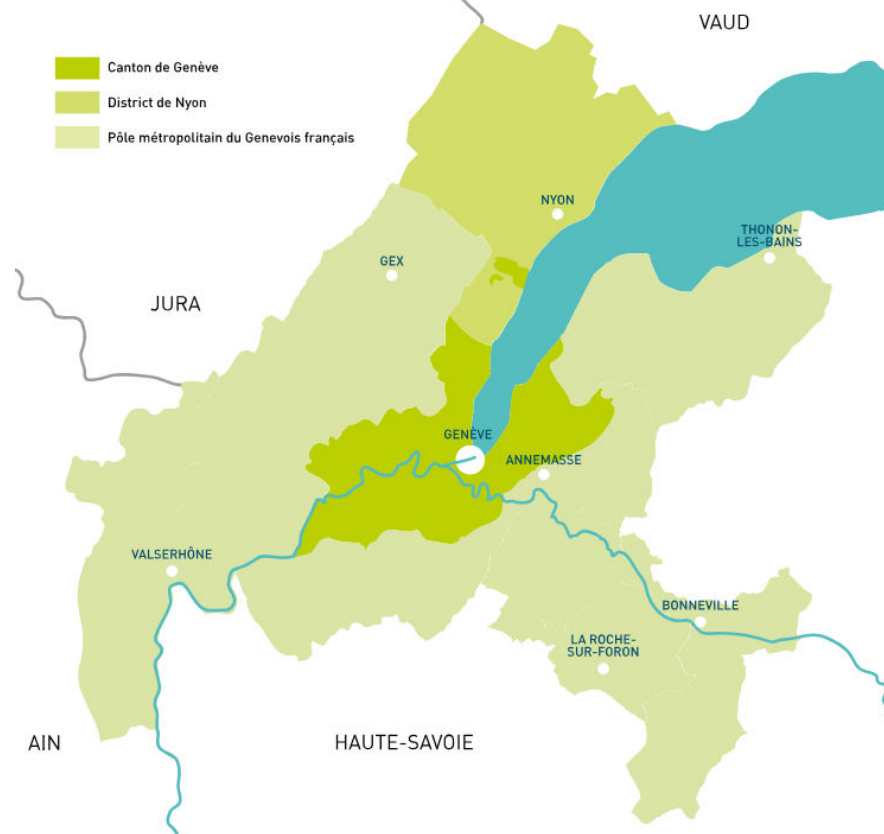 VAUD
Canton de Genève
District de Nyon
Pôle métropolitain du Genevois français
NYON
THONON-
LES-BAINS
GEX
JURA
GENÈVE
ANNEMASSE
VALSERHÔNE
BONNEVILLE
LA ROCHE-
SUR-FORON
AIN
HAUTE-SAVOIE